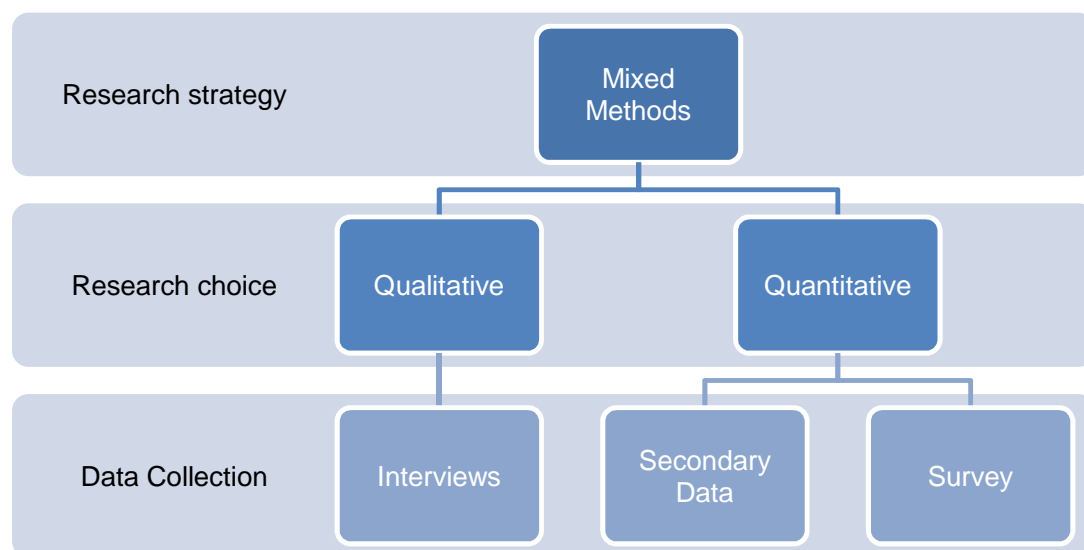 Research strategy
Mixed
Methods
Research choice
Qualitative
Quantitative
Data Collection
Interviews
Secondary
Data
Survey